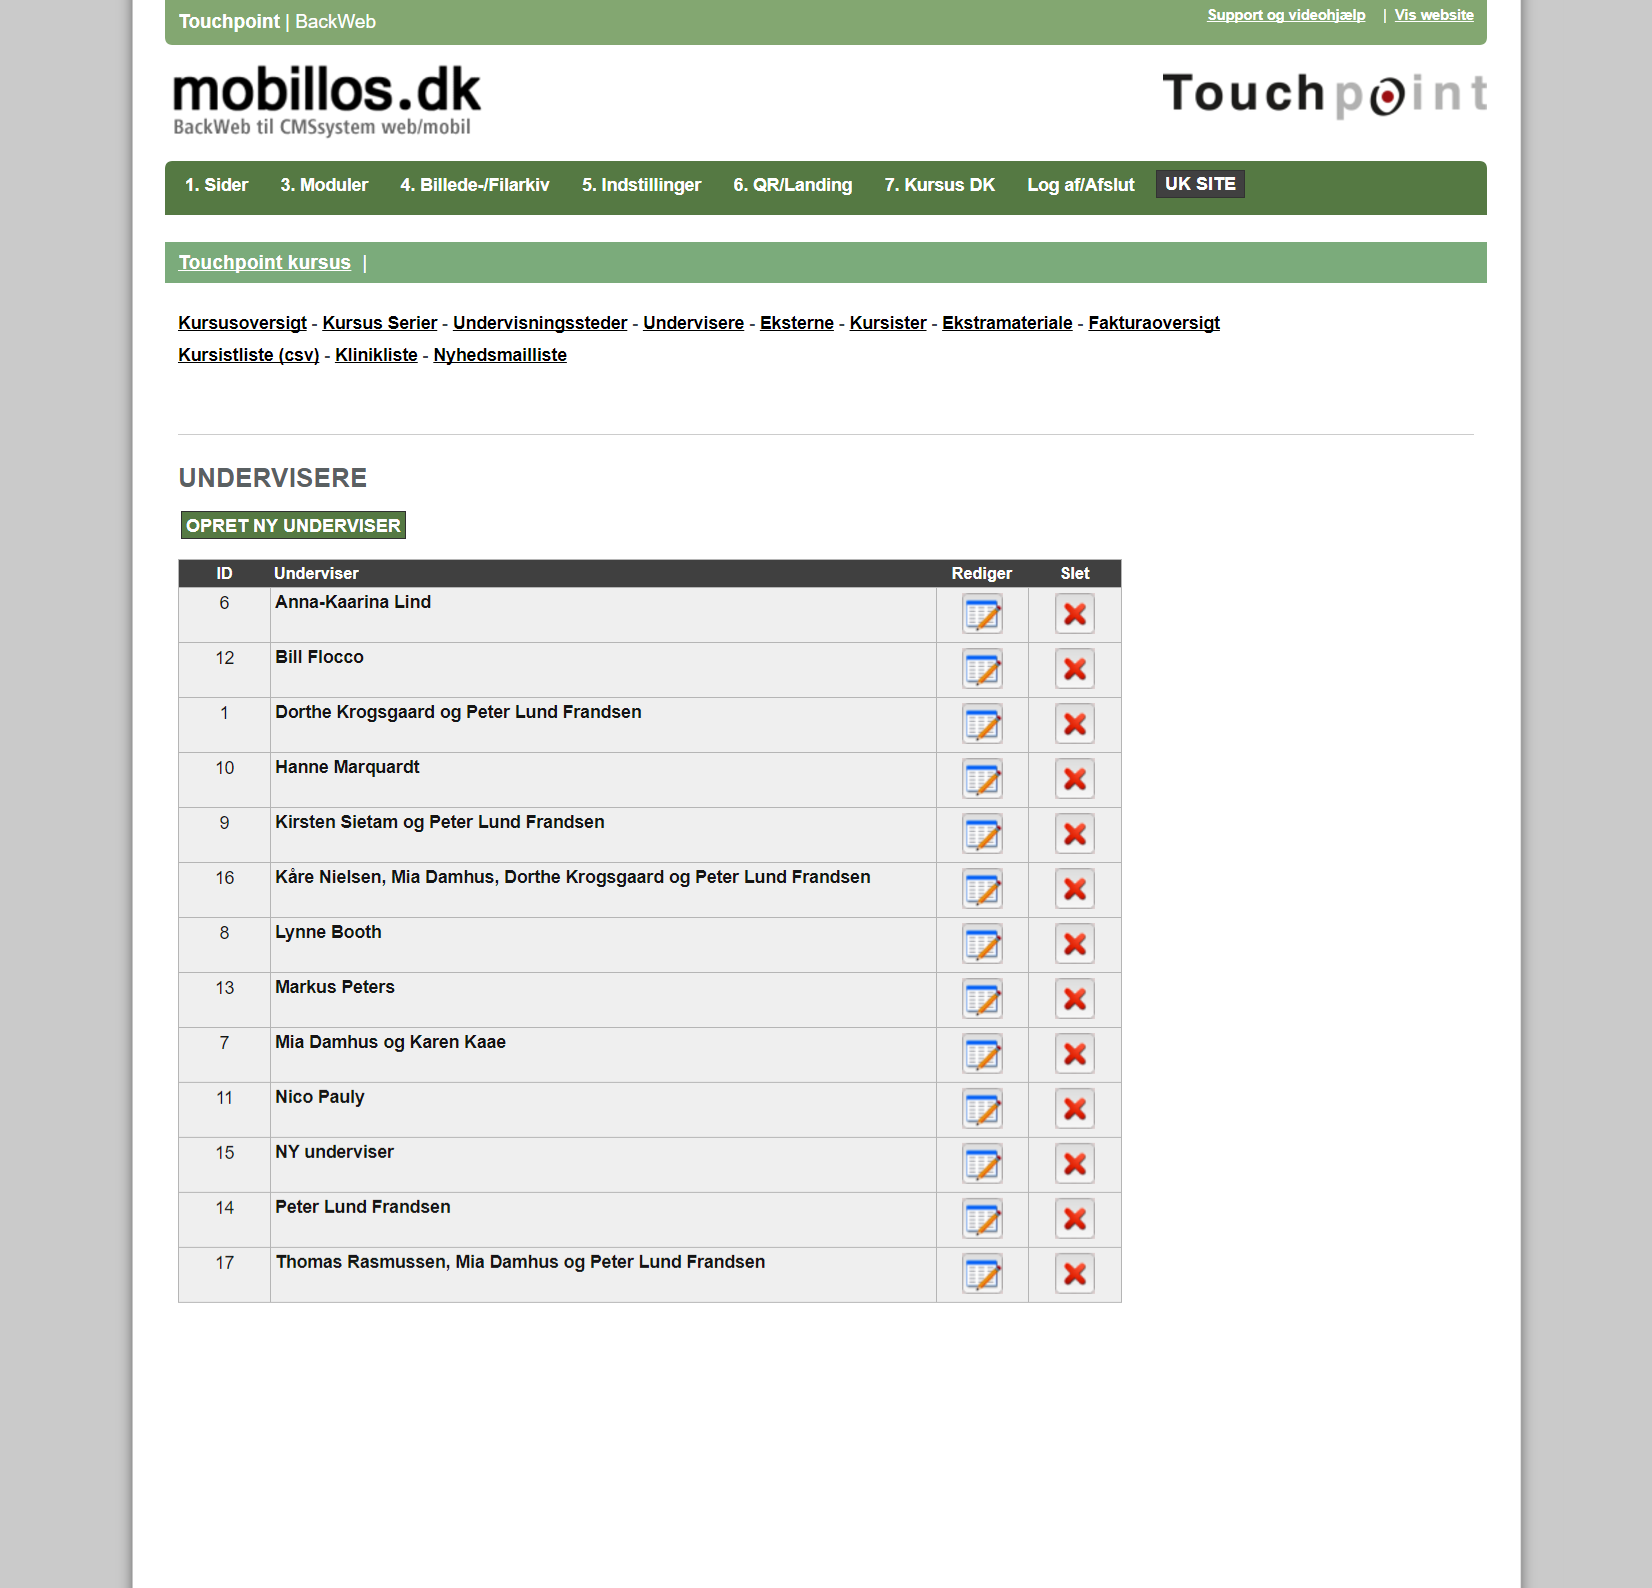 Touchpoint | BackWeb
Support og videohjælp | Vis website
mobillos.dk
BackWeb til CMSsystem web/mobil
Touchpoint
1. Sider 3. Moduler 4. Billede-/Filarkiv 5. Indstillinger 6. QR/Landing 7. Kursus DK Log af/Afslut UK SITE
Touchpoint kursus |
Kursusoversigt - Kursus Serier - Undervisningssteder - Undervisere - Eksterne - Kursister - Ekstramateriale - Fakturaoversigt
Kursistliste (csv) - Klinikliste - Nyhedsmailliste
UNDERVISERE
OPRET NY UNDERVISER
ID Underviser Rediger Slet
6 Anna-Kaarina Lind
12 Bill Flocco
1 Dorthe Krogsgaard og Peter Lund Frandsen
10 Hanne Marquardt
9 Kirsten Sietam og Peter Lund Frandsen
16 Kåre Nielsen, Mia Damhus, Dorthe Krogsgaard og Peter Lund Frandsen
8 Lynne Booth
13 Markus Peters
7 Mia Damhus og Karen Kaae
11 Nico Pauly
15 NY underviser
14 Peter Lund Frandsen
17 Thomas Rasmussen, Mia Damhus og Peter Lund Frandsen